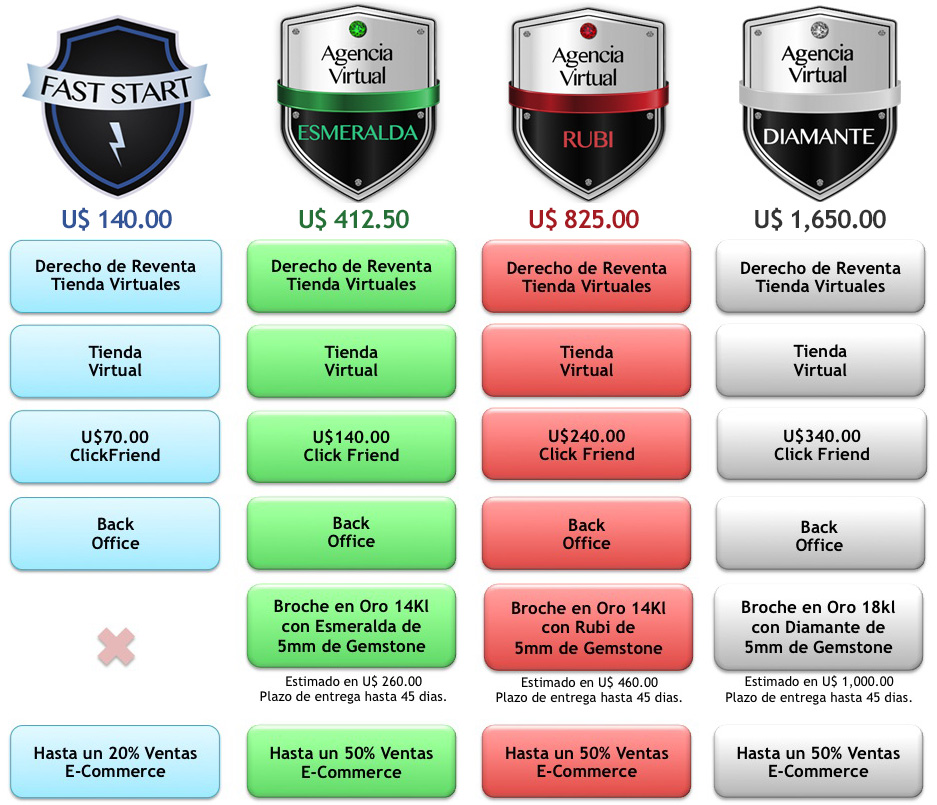 FAST START
Agencia
Virtual
ESMERALDA
Agencia
Virtual
RUBI
Agencia
Virtual
DIAMANTE
U$ 140.00
U$ 412.50
U$ 825.00
U$ 1,650.00
Derecho de Reventa
Tienda Virtuales
Derecho de Reventa
Tienda Virtuales
Derecho de Reventa
Tienda Virtuales
Derecho de Reventa
Tienda Virtuales
Tienda
Virtual
Tienda
Virtual
Tienda
Virtual
Tienda
Virtual
U$70.00
ClickFriend
U$140.00
Click Friend
U$240.00
Click Friend
U$340.00
Click Friend
Back
Office
Back
Office
Back
Office
Back
Office
Broche en Oro 14Kl
con Esmeralda de
5mm de Gemstone
Estimado en U$ 260.00
Plazo de entrega hasta 45 dias.
Broche en Oro 14Kl
con Rubi de
5mm de Gemstone
Estimado en U$ 460.00
Plazo de entrega hasta 45 dias.
Broche en Oro 18kl
con Diamante de
5mm de Gemstone
Estimado en U$ 1,000.00
Plazo de entrega hasta 45 dias.
Hasta un 20% Ventas
E-Commerce
Hasta un 50% Ventas
E-Commerce
Hasta un 50% Ventas
E-Commerce
Hasta un 50% Ventas
E-Commerce